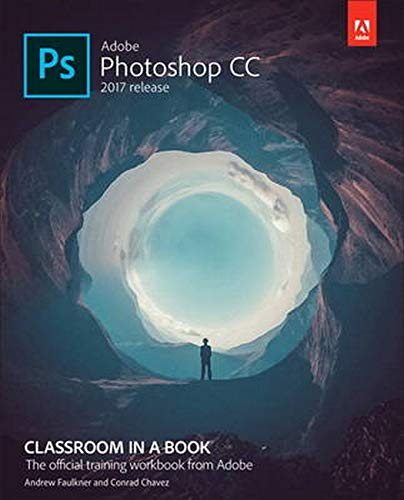 Ps
Adobe
Photoshop CC
2017 release
Adobe
CLASSROOM IN A BOOK
The official training workbook from Adobe
Andrew Faulkner and Conrad Chavez